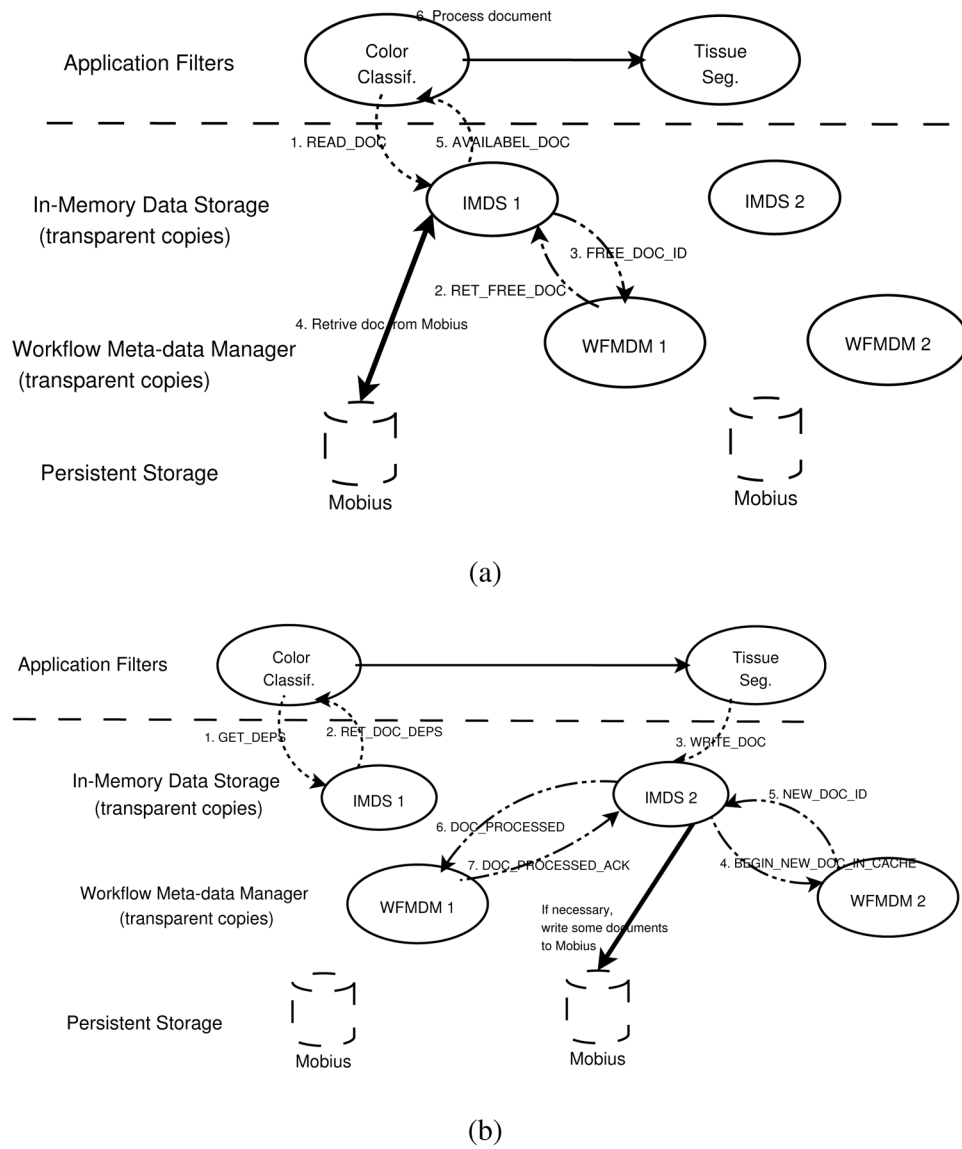 6. Process document
Color
Classif.
Tissue
Seg.
Application Filters
1. READ_DOC
5. AVAILABEL_DOC
In-Memory Data Storage
(transparent copies)
IMDS 1
IMDS 2
3. FREE_DOC_ID
2. RET_FREE_DOC
4. Retrive doc from Mobius
Workflow Meta-data Manager
(transparent copies)
WFMDM 1
WFMDM 2
Persistent Storage
Mobius
Mobius
(a)
Application Filters
Color
Classif.
Tissue
Seg.
1. GET_DEPS
2. RET_DOC_DEPS
3. WRITE_DOC
In-Memory Data Storage
(transparent copies)
IMDS 1
IMDS 2
5. NEW_DOC_ID
6. DOC_PROCESSED
7. DOC_PROCESSED_ACK
4. BEGIN_NEW_DOC_IN_CACHE
Workflow Meta-data Manager
(transparent copies)
WFMDM 1
WFMDM 2
If necessary,
write some documents
to Mobius
Persistent Storage
Mobius
Mobius
(b)